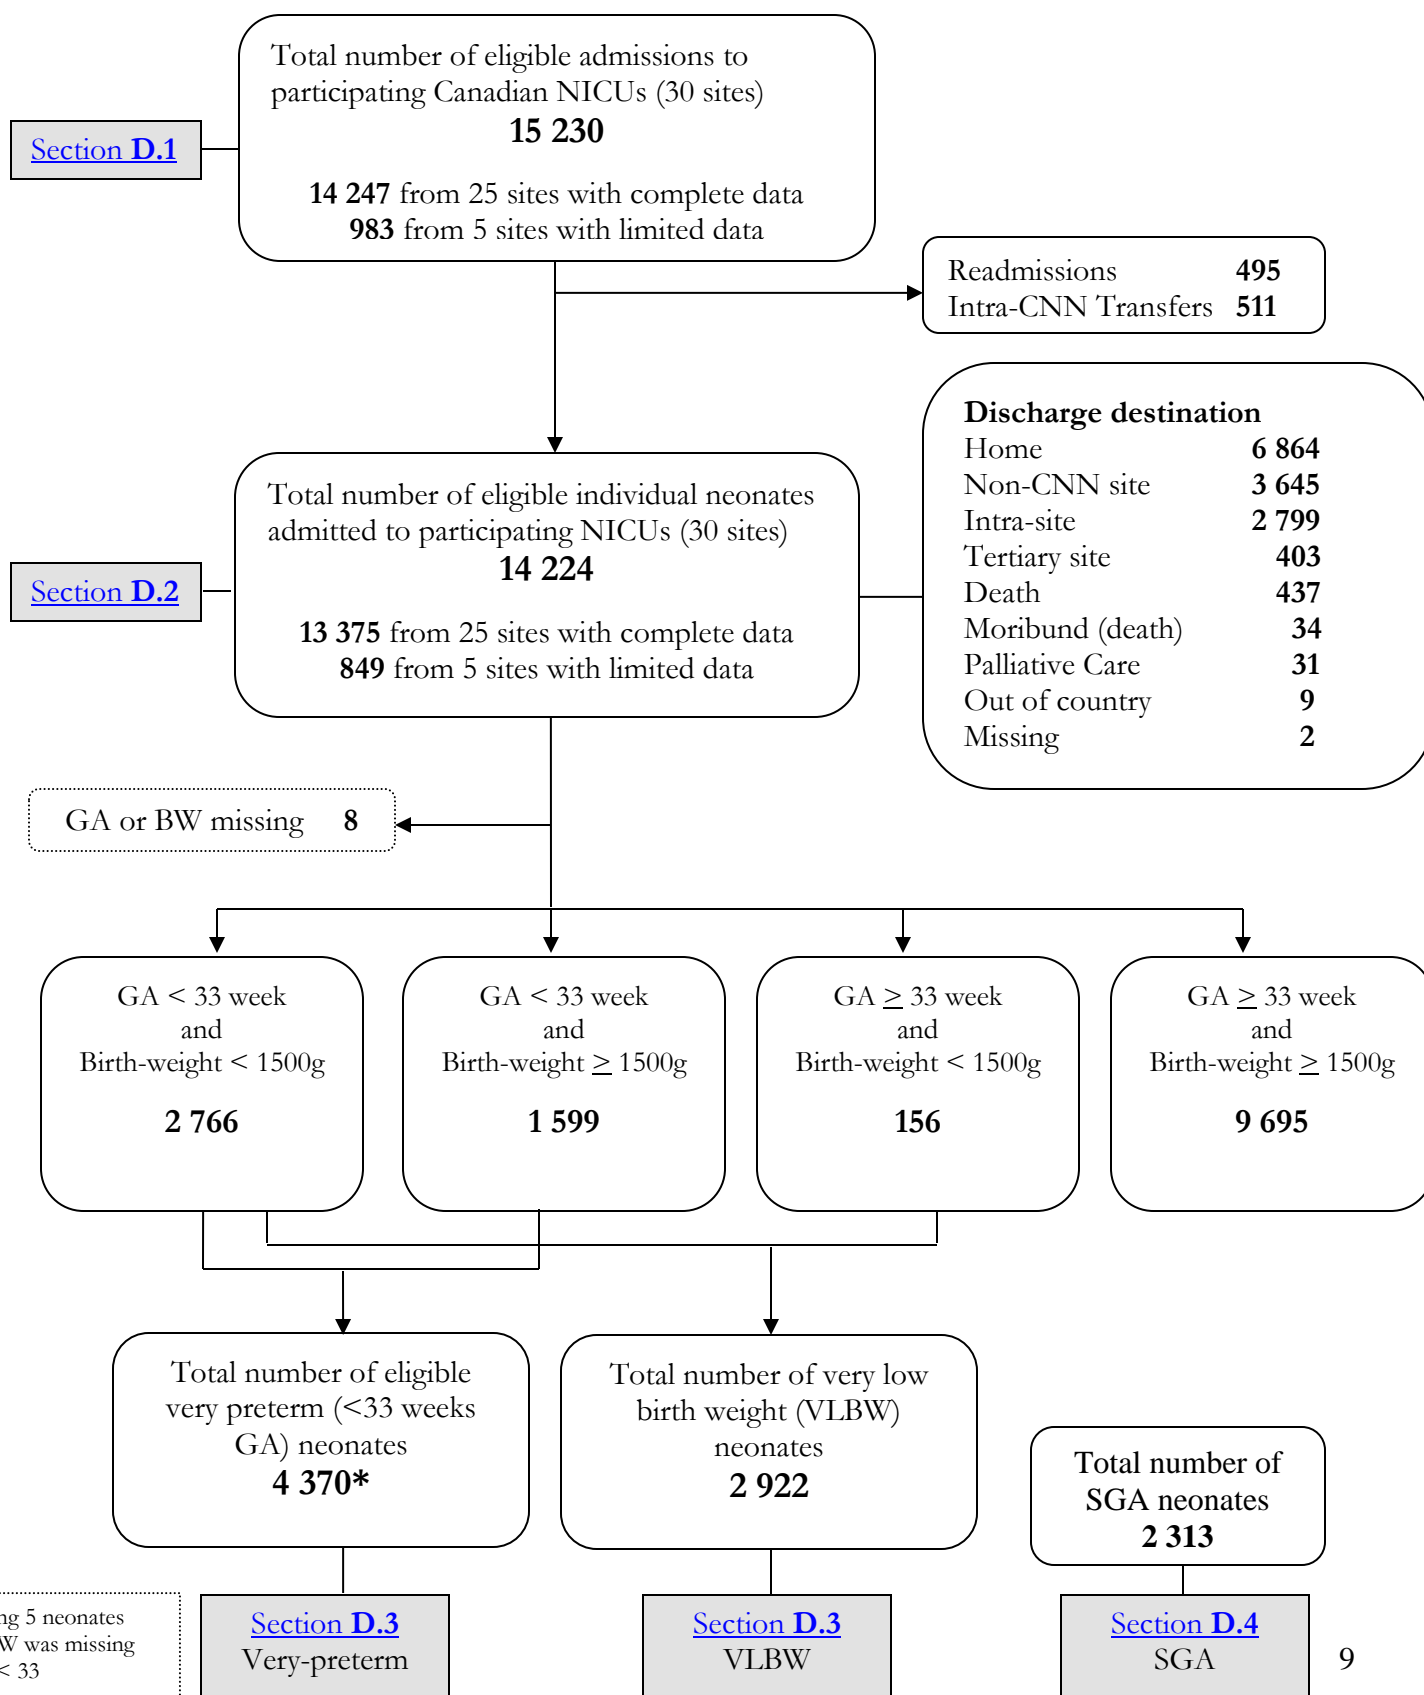 Total number of eligible admissions to
participating Canadian NICUs (30 sites)
15 230
14 247 from 25 sites with complete data
983 from 5 sites with limited data
Section D.1
Readmissions 495
Intra-CNN Transfers 511
Discharge destination
Home 6 864
Non-CNN site 3 645
Intra-site 2 799
Tertiary site 403
Death 437
Moribund (death) 34
Palliative Care 31
Out of country 9
Missing 2
Total number of eligible individual neonates
admitted to participating NICUs (30 sites)
14 224
13 375 from 25 sites with complete data
849 from 5 sites with limited data
Section D.2
GA or BW missing 8
GA < 33 week
and
Birth-weight < 1500g
2 766
GA < 33 week
and
Birth-weight ≥ 1500g
1 599
GA ≥ 33 week
and
Birth-weight < 1500g
156
GA ≥ 33 week
and
Birth-weight ≥ 1500g
9 695
Total number of eligible
very preterm (<33 weeks
GA) neonates
4 370*
Total number of very low
birth weight (VLBW)
neonates
2 922
Total number of
SGA neonates
2 313
5 neonates
was missing
< 33
Section D.3
Very-preterm
Section D.3
VLBW
Section D.4
SGA
9